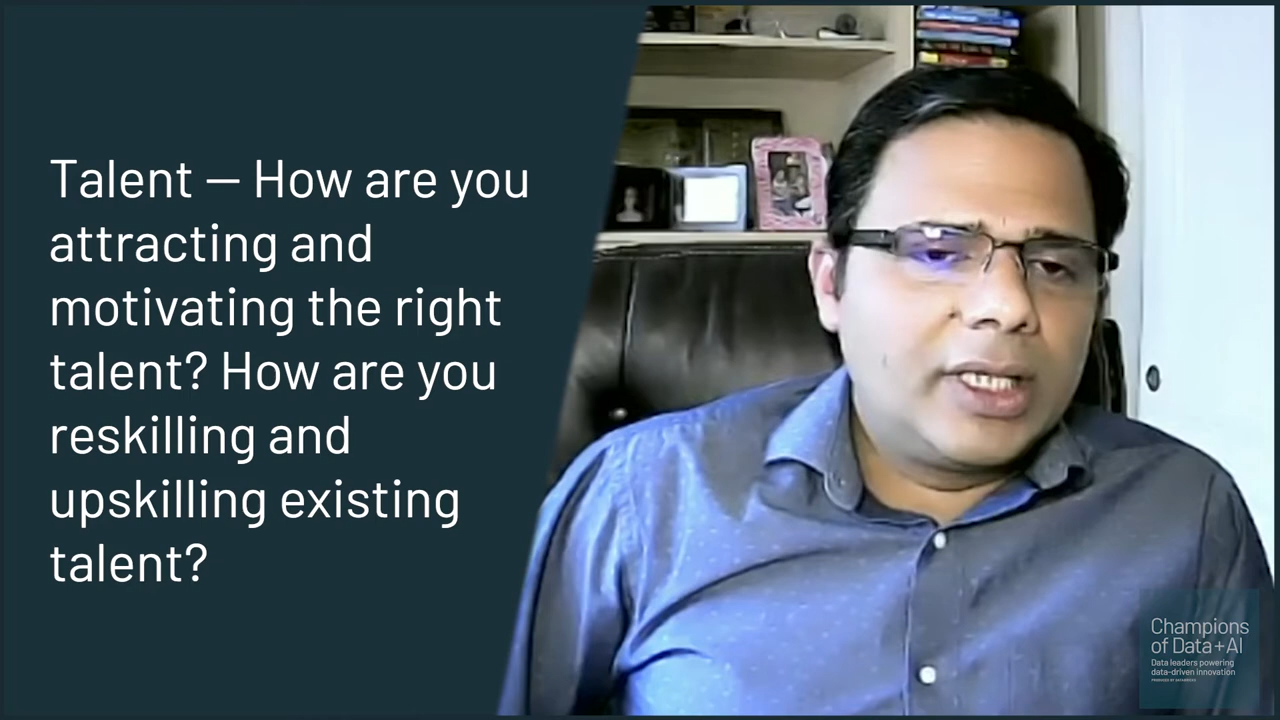 Talent — How are you
attracting and
motivating the right
talent? How are you
reskilling and
upskilling existing
talent?
Champions
of Data+AI
Data leaders powering
data-driven innovation